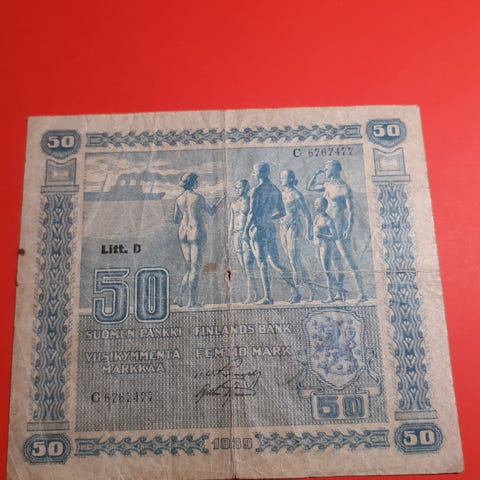 50 50
C 6767477
Litt. D
50
SUOMEN PANKKI FINLANDS BANK
VIISIKYMMENTÄ FEMTIO MARK
MARKKAA
C 6767477
50
50 1939 50